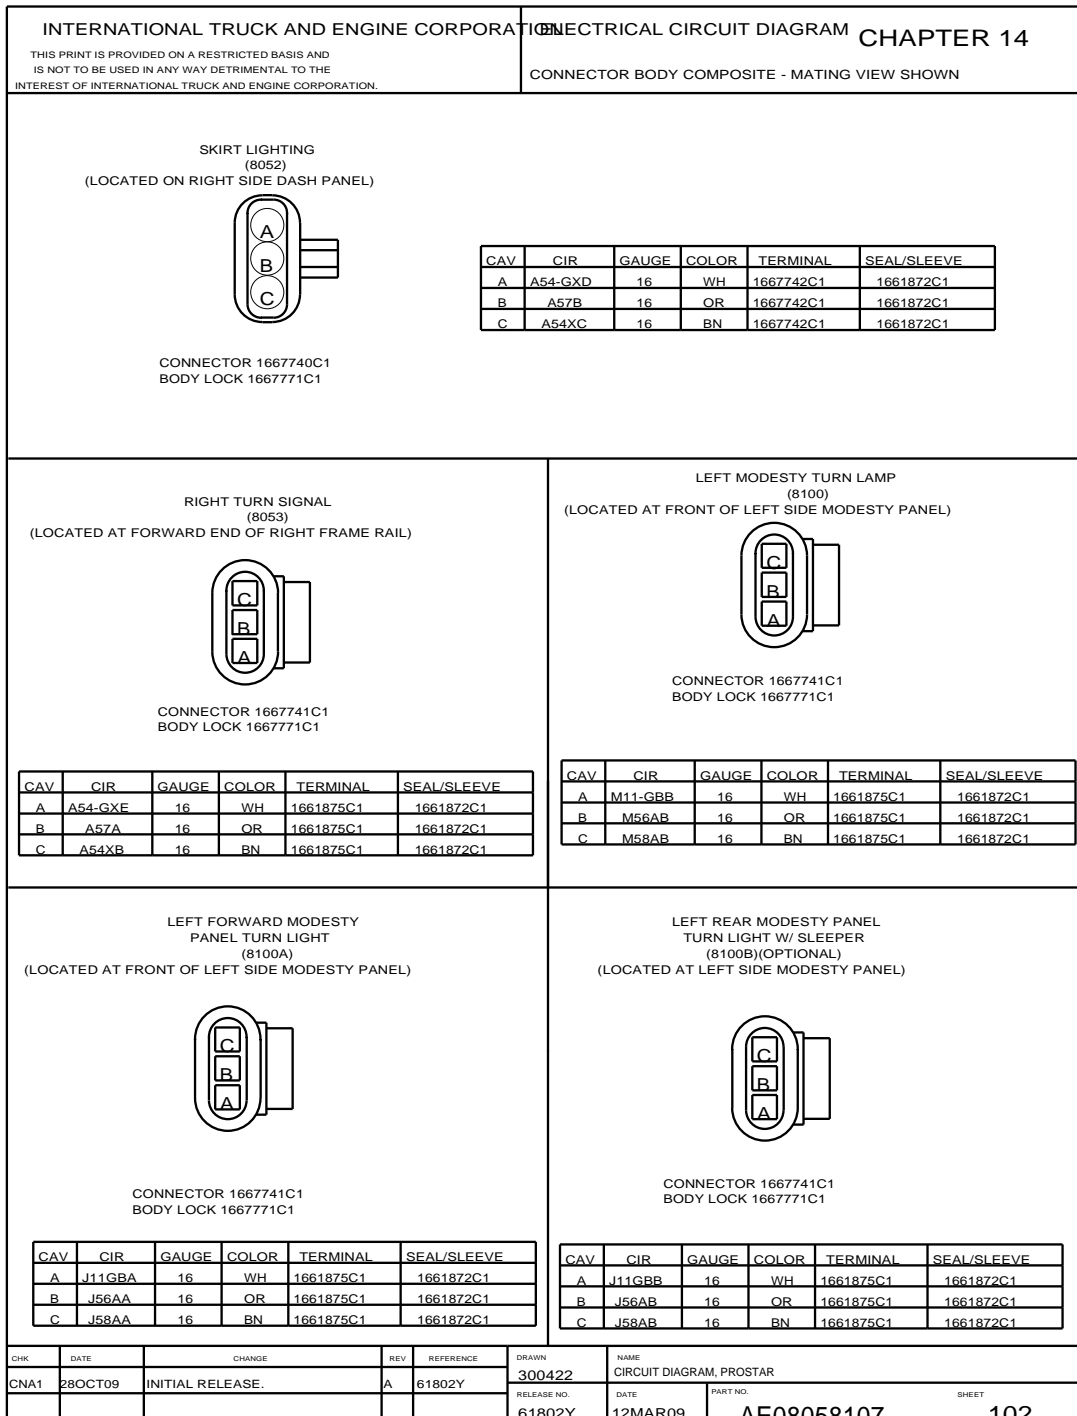 INTERNATIONAL TRUCK AND ENGINE CORPORATION
THIS PRINT IS PROVIDED ON A RESTRICTED BASIS AND
IS NOT TO BE USED IN ANY WAY DETRIMENTAL TO THE
INTEREST OF INTERNATIONAL TRUCK AND ENGINE CORPORATION.
ELECTRICAL CIRCUIT DIAGRAM CHAPTER 14
CONNECTOR BODY COMPOSITE - MATING VIEW SHOWN
SKIRT LIGHTING
(8052)
(LOCATED ON RIGHT SIDE DASH PANEL)
A
B
C
CONNECTOR 1667740C1
BODY LOCK 1667771C1
CAV CIR GAUGE COLOR TERMINAL SEAL/SLEEVE
A A54-GXD 16 WH 1667742C1 1661872C1
B A57B 16 OR 1667742C1 1661872C1
C A54XC 16 BN 1667742C1 1661872C1
RIGHT TURN SIGNAL
(8053)
(LOCATED AT FORWARD END OF RIGHT FRAME RAIL)
C
B
A
CONNECTOR 1667741C1
BODY LOCK 1667771C1
CAV CIR GAUGE COLOR TERMINAL SEAL/SLEEVE
A A54-GXE 16 WH 1661875C1 1661872C1
B A57A 16 OR 1661875C1 1661872C1
C A54XB 16 BN 1661875C1 1661872C1
LEFT MODESTY TURN LAMP
(8100)
(LOCATED AT FRONT OF LEFT SIDE MODESTY PANEL)
C
B
A
CONNECTOR 1667741C1
BODY LOCK 1667771C1
CAV CIR GAUGE COLOR TERMINAL SEAL/SLEEVE
A M11-GBB 16 WH 1661875C1 1661872C1
B M56AB 16 OR 1661875C1 1661872C1
C M58AB 16 BN 1661875C1 1661872C1
LEFT FORWARD MODESTY
PANEL TURN LIGHT
(8100A)
(LOCATED AT FRONT OF LEFT SIDE MODESTY PANEL)
C
B
A
CONNECTOR 1667741C1
BODY LOCK 1667771C1
CAV CIR GAUGE COLOR TERMINAL SEAL/SLEEVE
A J11GBA 16 WH 1661875C1 1661872C1
B J56AA 16 OR 1661875C1 1661872C1
C J58AA 16 BN 1661875C1 1661872C1
LEFT REAR MODESTY PANEL
TURN LIGHT W/ SLEEPER
(8100B)(OPTIONAL)
(LOCATED AT LEFT SIDE MODESTY PANEL)
C
B
A
CONNECTOR 1667741C1
BODY LOCK 1667771C1
CAV CIR GAUGE COLOR TERMINAL SEAL/SLEEVE
A J11GBB 16 WH 1661875C1 1661872C1
B J56AB 16 OR 1661875C1 1661872C1
C J58AB 16 BN 1661875C1 1661872C1
CHK DATE CHANGE REV REFERENCE
CNA1 28OCT09 INITIAL RELEASE. A 61802Y
DRAWN
300422
NAME
CIRCUIT DIAGRAM, PROSTAR
RELEASE NO.
61802Y
DATE
12MAR09
PART NO.
AE08058107
SHEET
102